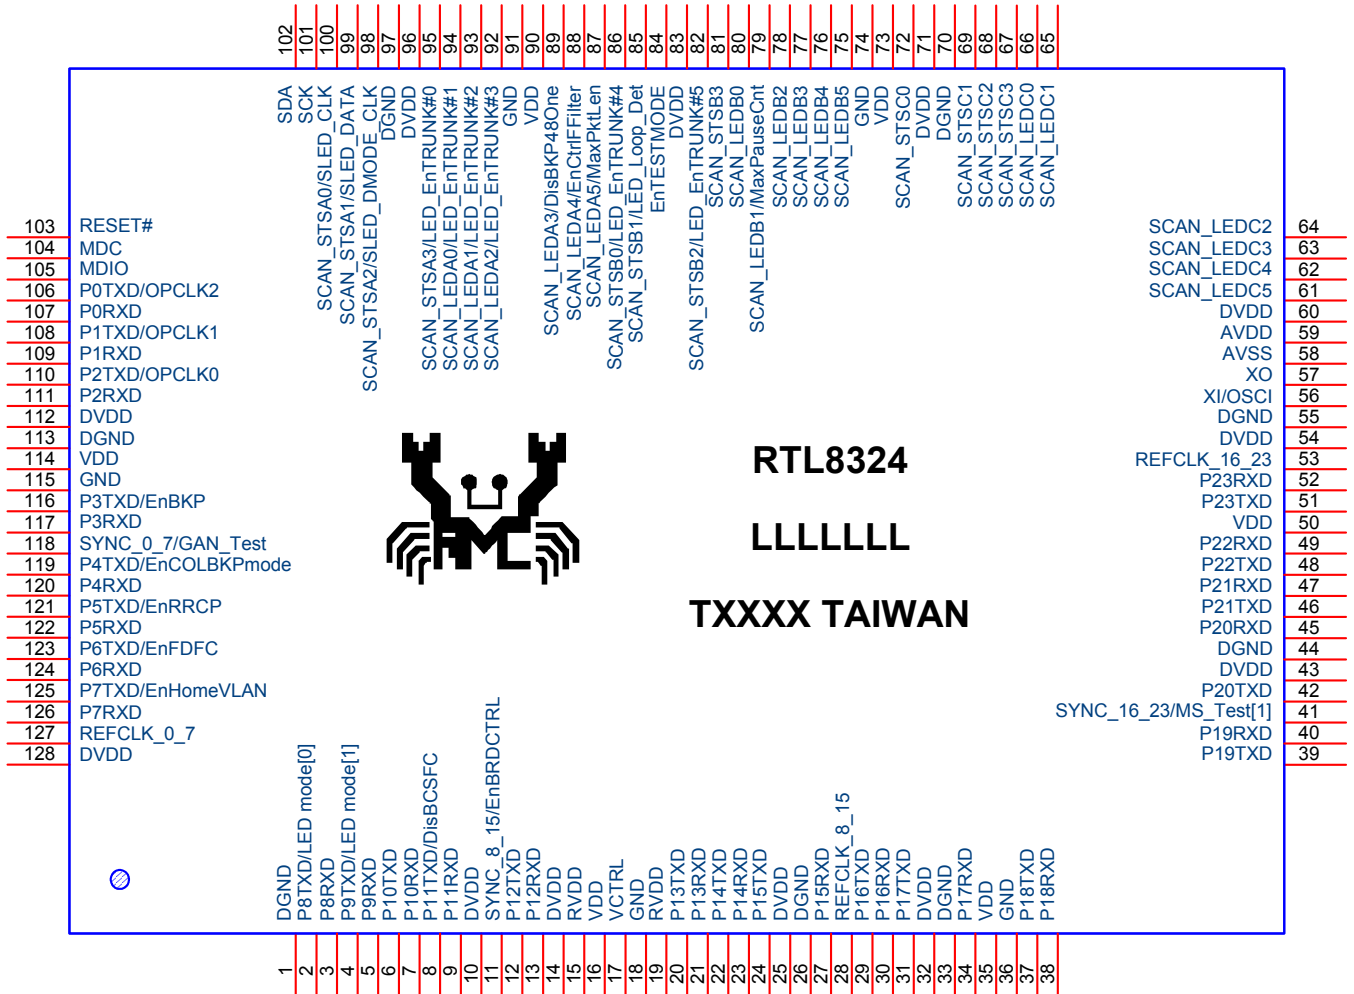 102 101 100 99 98 97 96 95 94 93 92 91 90 89 88 87 86 85 84 83 82 81 80 79 78 77 76 75 74 73 72 71 70 69 68 67 66 65
SDA
SCK
SCAN_STSA0/SLED_CLK
SCAN_STSA1/SLED_DATA
SCAN_STSA2/SLED_DMODE_CLK
DGND
DVDD
SCAN_STSA3/LED_EnTRUNK#0
SCAN_LEDA0/LED_EnTRUNK#1
SCAN_LEDA1/LED_EnTRUNK#2
SCAN_LEDA2/LED_EnTRUNK#3
GND
VDD
SCAN_LEDA3/DisBKP48One
SCAN_LEDA4/EnCtrlFFilter
SCAN_LEDA5/MaxPktLen
SCAN_STSB0/LED_EnTRUNK#4
SCAN_STSB1/LED_Loop_Det
EnTESTMODE
DVDD
SCAN_STSB2/LED_EnTRUNK#5
SCAN_STSB3
SCAN_LEDB0
SCAN_LEDB1/MaxPauseCnt
SCAN_LEDB2
SCAN_LEDB3
SCAN_LEDB4
SCAN_LEDB5
GND
VDD
SCAN_STSC0
DVDD
DGND
SCAN_STSC1
SCAN_STSC2
SCAN_STSC3
SCAN_LEDC0
SCAN_LEDC1
103 RESET#
104 MDC
105 MDIO
106 P0TXD/OPCLK2
107 P0RXD
108 P1TXD/OPCLK1
109 P1RXD
110 P2TXD/OPCLK0
111 P2RXD
112 DVDD
113 DGND
114 VDD
115 GND
116 P3TXD/EnBKP
117 P3RXD
118 SYNC_0_7/GAN_Test
119 P4TXD/EnCOLBKPmode
120 P4RXD
121 P5TXD/EnRRCP
122 P5RXD
123 P6TXD/EnFDFC
124 P6RXD
125 P7TXD/EnHomeVLAN
126 P7RXD
127 REFCLK_0_7
128 DVDD
RTL8324
LLLLLLL
TXXXX TAIWAN
SCAN_LEDC2 64
SCAN_LEDC3 63
SCAN_LEDC4 62
SCAN_LEDC5 61
DVDD 60
AVDD 59
AVSS 58
XO 57
XI/OSCI 56
DGND 55
DVDD 54
REFCLK_16_23 53
P23RXD 52
P23TXD 51
VDD 50
P22RXD 49
P22TXD 48
P21RXD 47
P21TXD 46
P20RXD 45
DGND 44
DVDD 43
P20TXD 42
SYNC_16_23/MS_Test[1] 41
P19RXD 40
P19TXD 39
DGND
P8TXD/LED mode[0]
P8RXD
P9TXD/LED mode[1]
P9RXD
P10TXD
P10RXD
P11TXD/DisBCSFC
P11RXD
DVDD
SYNC_8_15/EnBRDCTRL
P12TXD
P12RXD
DVDD
RVDD
VDD
VCTRL
GND
RVDD
P13TXD
P13RXD
P14TXD
P14RXD
P15TXD
DVDD
DGND
P15RXD
REFCLK_8_15
P16TXD
P16RXD
P17TXD
DVDD
DGND
P17RXD
VDD
GND
P18TXD
P18RXD
1 2 3 4 5 6 7 8 9 10 11 12 13 14 15 16 17 18 19 20 21 22 23 24 25 26 27 28 29 30 31 32 33 34 35 36 37 38